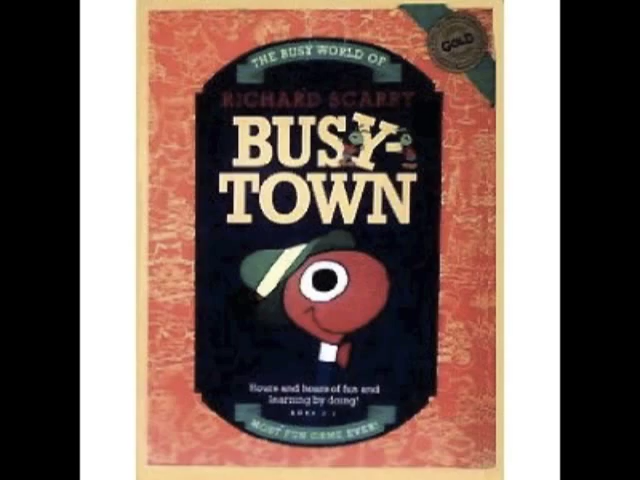 THE BUSY WORLD OF
GOLD
RICHARD SCARRY
BUSY-
TOWN
Hours and hours of fun and
learning by doing!
MOST FUN GAME EVER!